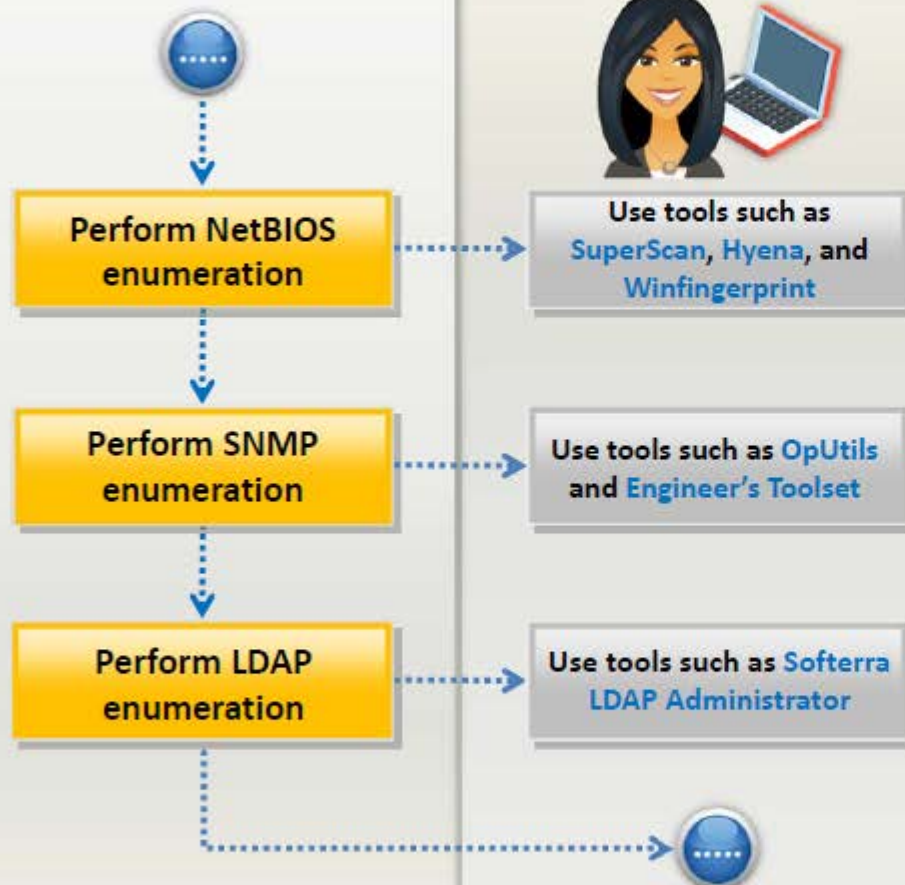 Perform NetBIOS
enumeration
Use tools such as
SuperScan, Hyena, and
Winfingerprint
Perform SNMP
enumeration
Use tools such as OpUtils
and Engineer's Toolset
Perform LDAP
enumeration
Use tools such as Softerra
LDAP Administrator